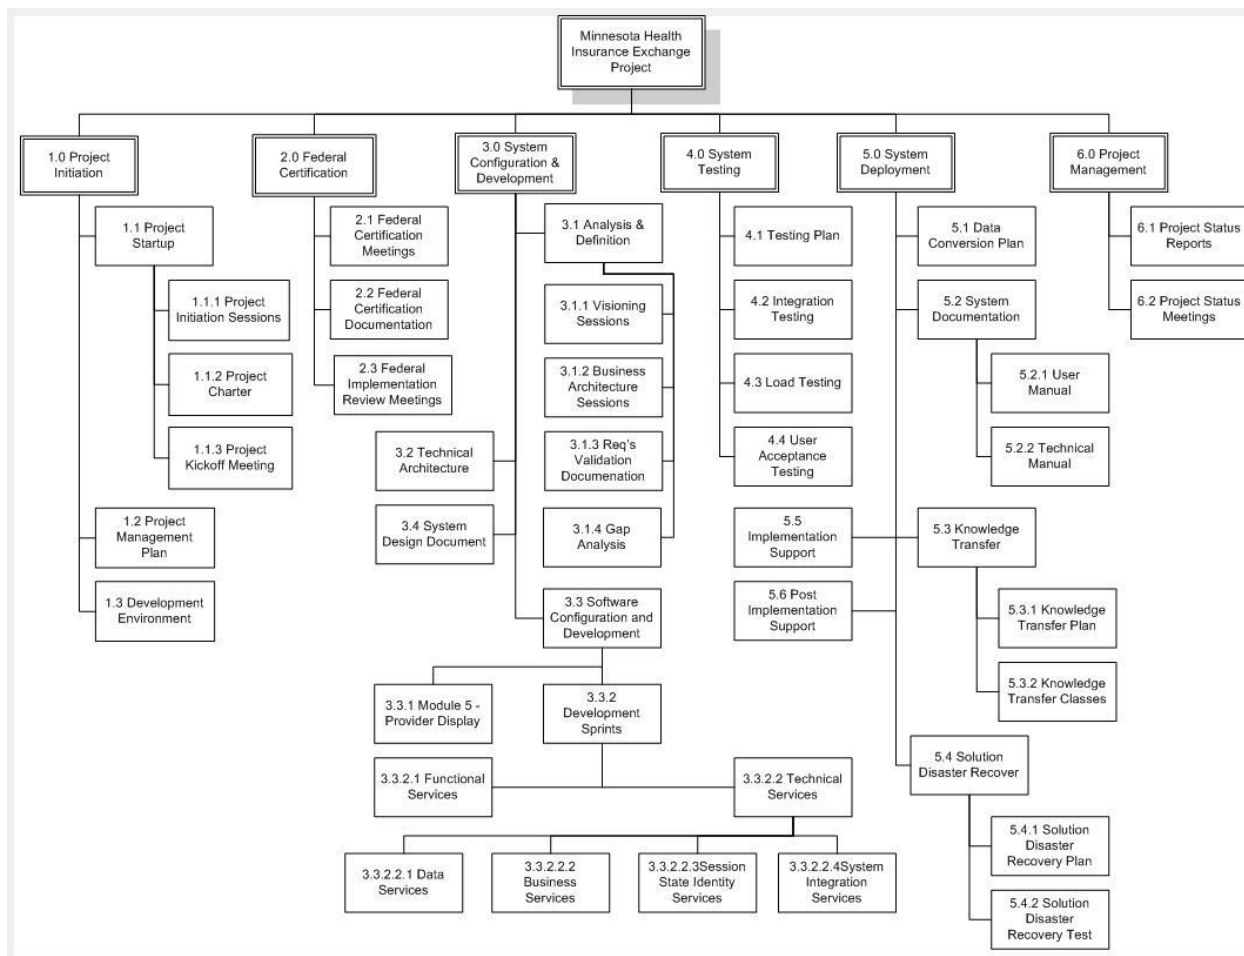 Minnesota Health
Insurance Exchange
Project
1.0 Project
Initiation
2.0 Federal
Certification
3.0 System
Configuration &
Development
4.0 System
Testing
5.0 System
Deployment
6.0 Project
Management
1.1 Project
Startup
1.1.1 Project
Initiation Sessions
1.1.2 Project
Charter
1.1.3 Project
Kickoff Meeting
1.2 Project
Management
Plan
1.3 Development
Environment
2.1 Federal
Certification
Meetings
2.2 Federal
Certification
Documentation
2.3 Federal
Implementation
Review Meetings
3.1 Analysis &
Definition
3.1.1 Visioning
Sessions
3.1.2 Business
Architecture
Sessions
3.1.3 Req's
Validation
Documenation
3.1.4 Gap
Analysis
3.2 Technical
Architecture
3.4 System
Design Document
3.3 Software
Configuration and
Development
3.3.1 Module 5 -
Provider Display
3.3.2
Development
Sprints
3.3.2.1 Functional
Services
3.3.2.2 Technical
Services
3.3.2.2.1 Data
Services
3.3.2.2.2
Business
Services
3.3.2.2.3Session
State Identity
Services
3.3.2.2.4System
Integration
Services
4.1 Testing Plan
4.2 Integration
Testing
4.3 Load Testing
4.4 User
Acceptance
Testing
5.1 Data
Conversion Plan
5.2 System
Documentation
5.2.1 User
Manual
5.2.2 Technical
Manual
5.5
Implementation
Support
5.3 Knowledge
Transfer
5.6 Post
Implementation
Support
5.3.1 Knowledge
Transfer Plan
5.3.2 Knowledge
Transfer Classes
5.4 Solution
Disaster Recover
5.4.1 Solution
Disaster
Recovery Plan
5.4.2 Solution
Disaster
Recovery Test
6.1 Project Status
Reports
6.2 Project Status
Meetings